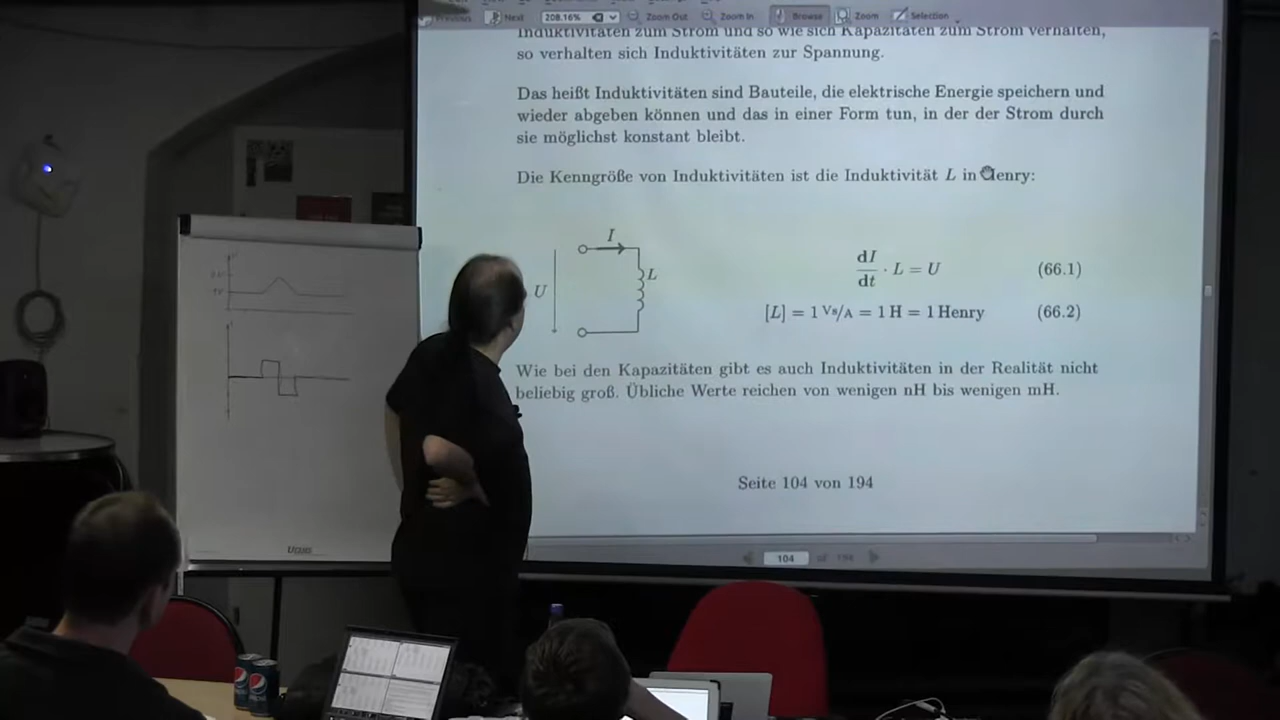 Previous
Next
208.16%
Zoom Out
Zoom In
Browse
Zoom
Selection
Induktivitäten zum Strom und so wie sich Kapazitäten zum Strom verhalten,
so verhalten sich Induktivitäten zur Spannung.
Das heißt Induktivitäten sind Bauteile, die elektrische Energie speichern und
wieder abgeben können und das in einer Form tun, in der der Strom durch
sie möglichst konstant bleibt.
Die Kenngröße von Induktivitäten ist die Induktivität L in Henry:
I
L
U
dI/dt · L = U (66.1)
[L] = 1 Vs/A = 1 H = 1 Henry (66.2)
Wie bei den Kapazitäten gibt es auch Induktivitäten in der Realität nicht
beliebig groß. Übliche Werte reichen von wenigen nH bis wenigen mH.
Seite 104 von 194
104 of 194
pepsi